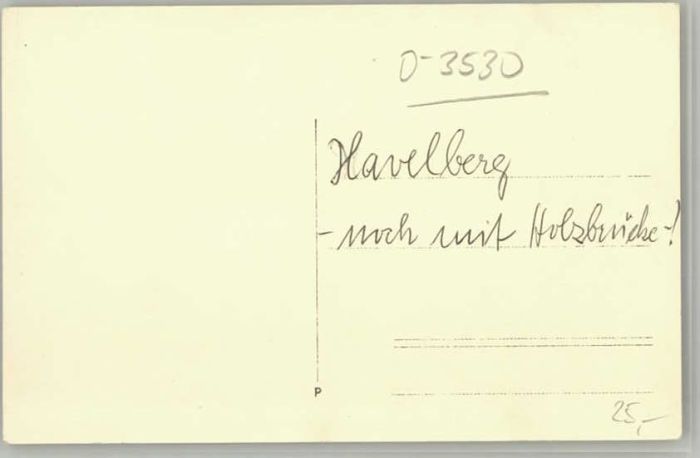 D-3530
Havelberg
- noch mit Holzbrücke -!
P
25,-